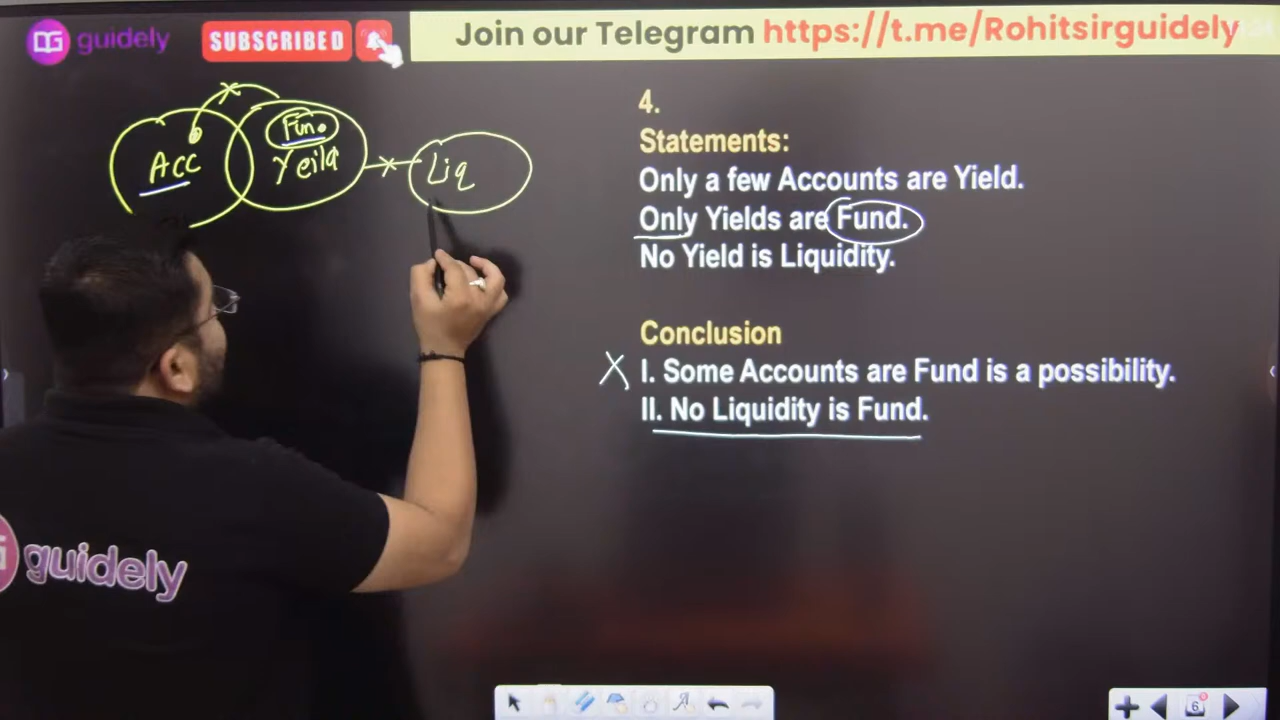 guidely
SUBSCRIBED
Join our Telegram https://t.me/Rohitsirguidely
Acc
Fun.
Yeild
Liq
4.
Statements:
Only a few Accounts are Yield.
Only Yields are Fund.
No Yield is Liquidity.
Conclusion
X I. Some Accounts are Fund is a possibility.
II. No Liquidity is Fund.
guidely
6